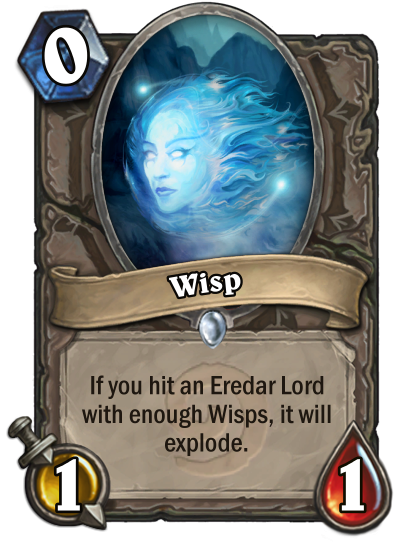 0
Wisp
If you hit an Eredar Lord
with enough Wisps, it will
explode.
1
1